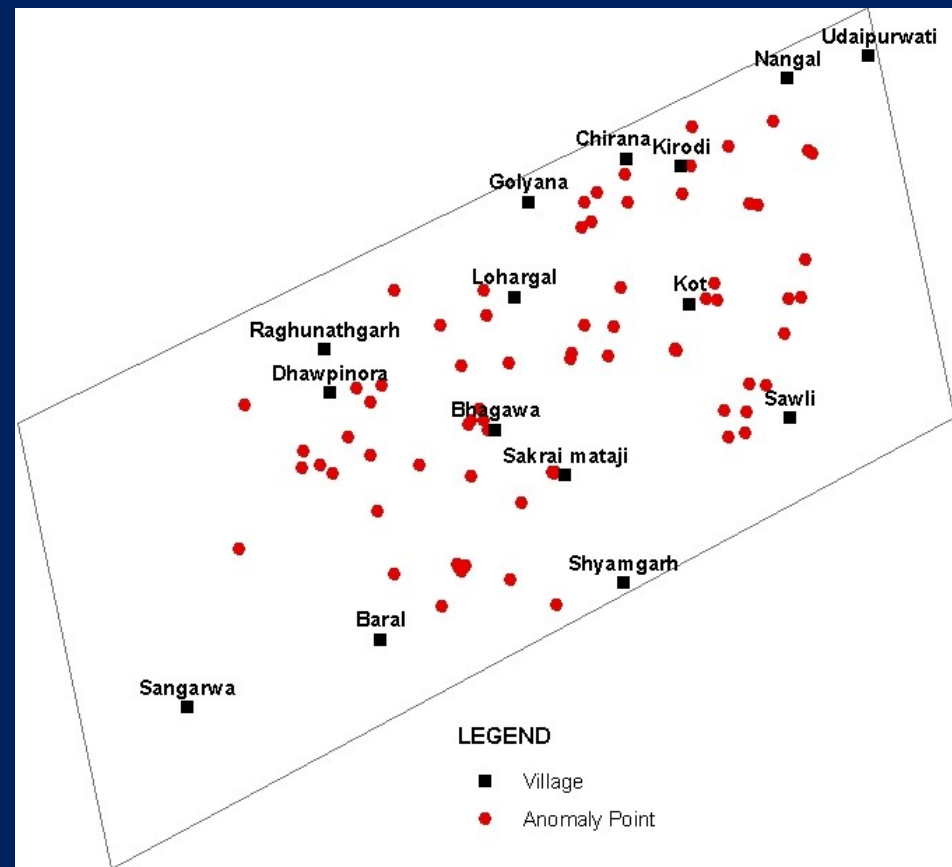 Udaipurwati
Nangal
Chirana
Kirodi
Golyana
Lohargal
Kot
Raghunathgarh
Dhawpinora
Bhagawa
Sawli
Sakrai mataji
Shyamgarh
Baral
Sangarwa
LEGEND
Village
Anomaly Point